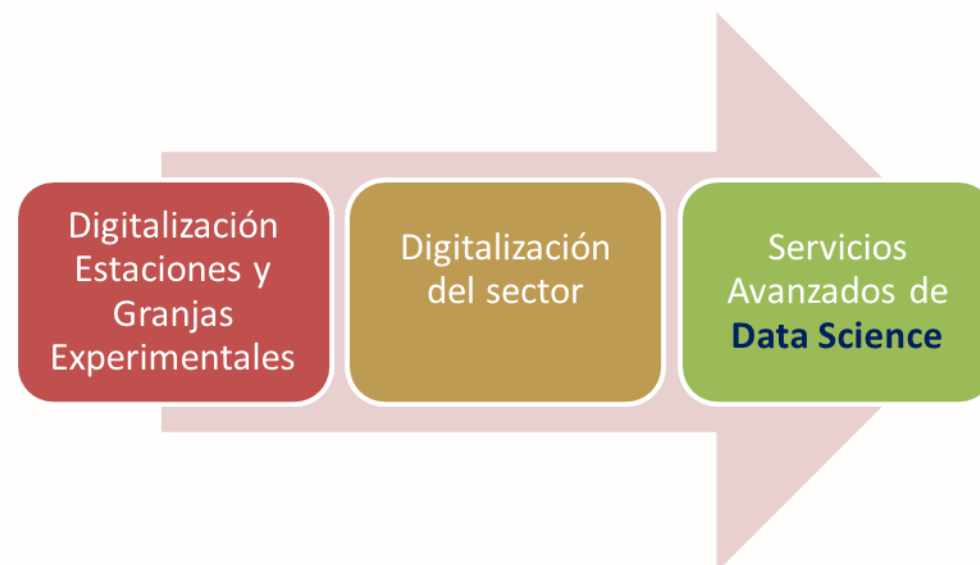 Digitalización
Estaciones y
Granjas
Experimentales
Digitalización
del sector
Servicios
Avanzados de
Data Science